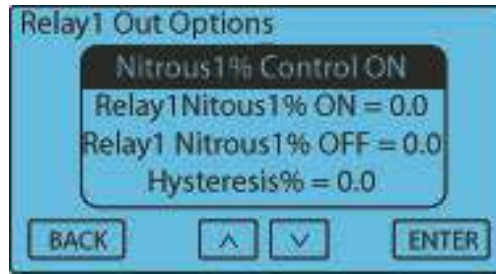 Relay1 Out Options
Nitrous1% Control ON
Relay1Nitous1% ON = 0.0
Relay1 Nitrous1% OFF = 0.0
Hysteresis% = 0.0
BACK
ENTER